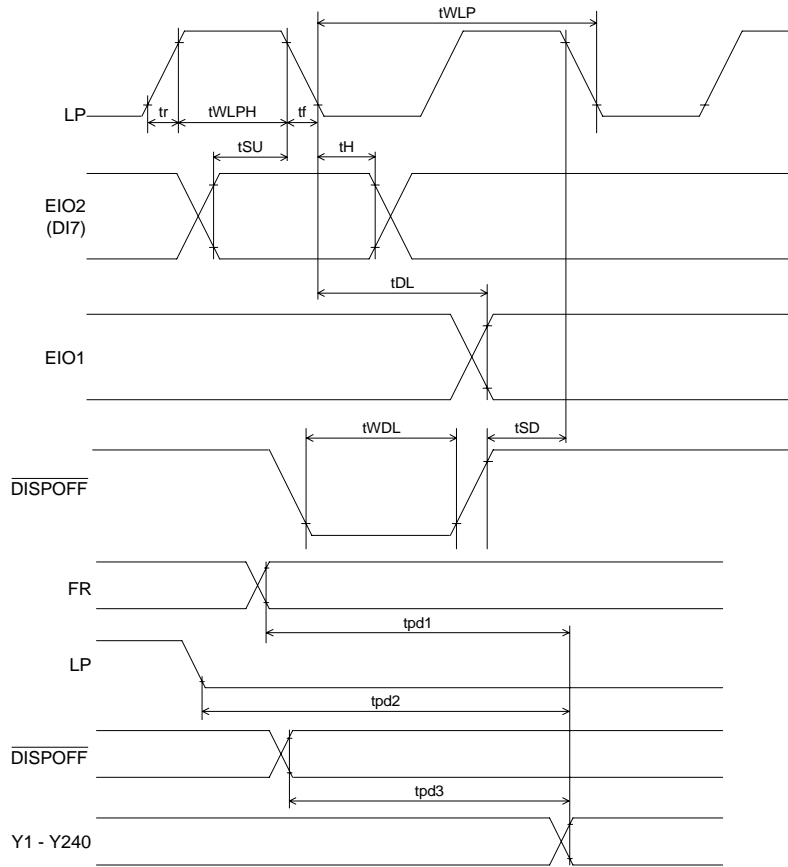 tWLP
LP
tr
tWLPH
tf
tSU
tH
EIO2
(DI7)
tDL
EIO1
tWDL
tSD
DISPOFF
FR
tpd1
LP
tpd2
DISPOFF
tpd3
Y1 - Y240